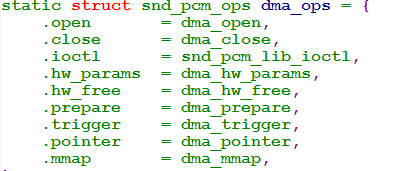 static struct snd_pcm_ops dma_ops = {
    .open        = dma_open,
    .close       = dma_close,
    .ioctl       = snd_pcm_lib_ioctl,
    .hw_params   = dma_hw_params,
    .hw_free     = dma_hw_free,
    .prepare     = dma_prepare,
    .trigger     = dma_trigger,
    .pointer     = dma_pointer,
    .mmap        = dma_mmap,